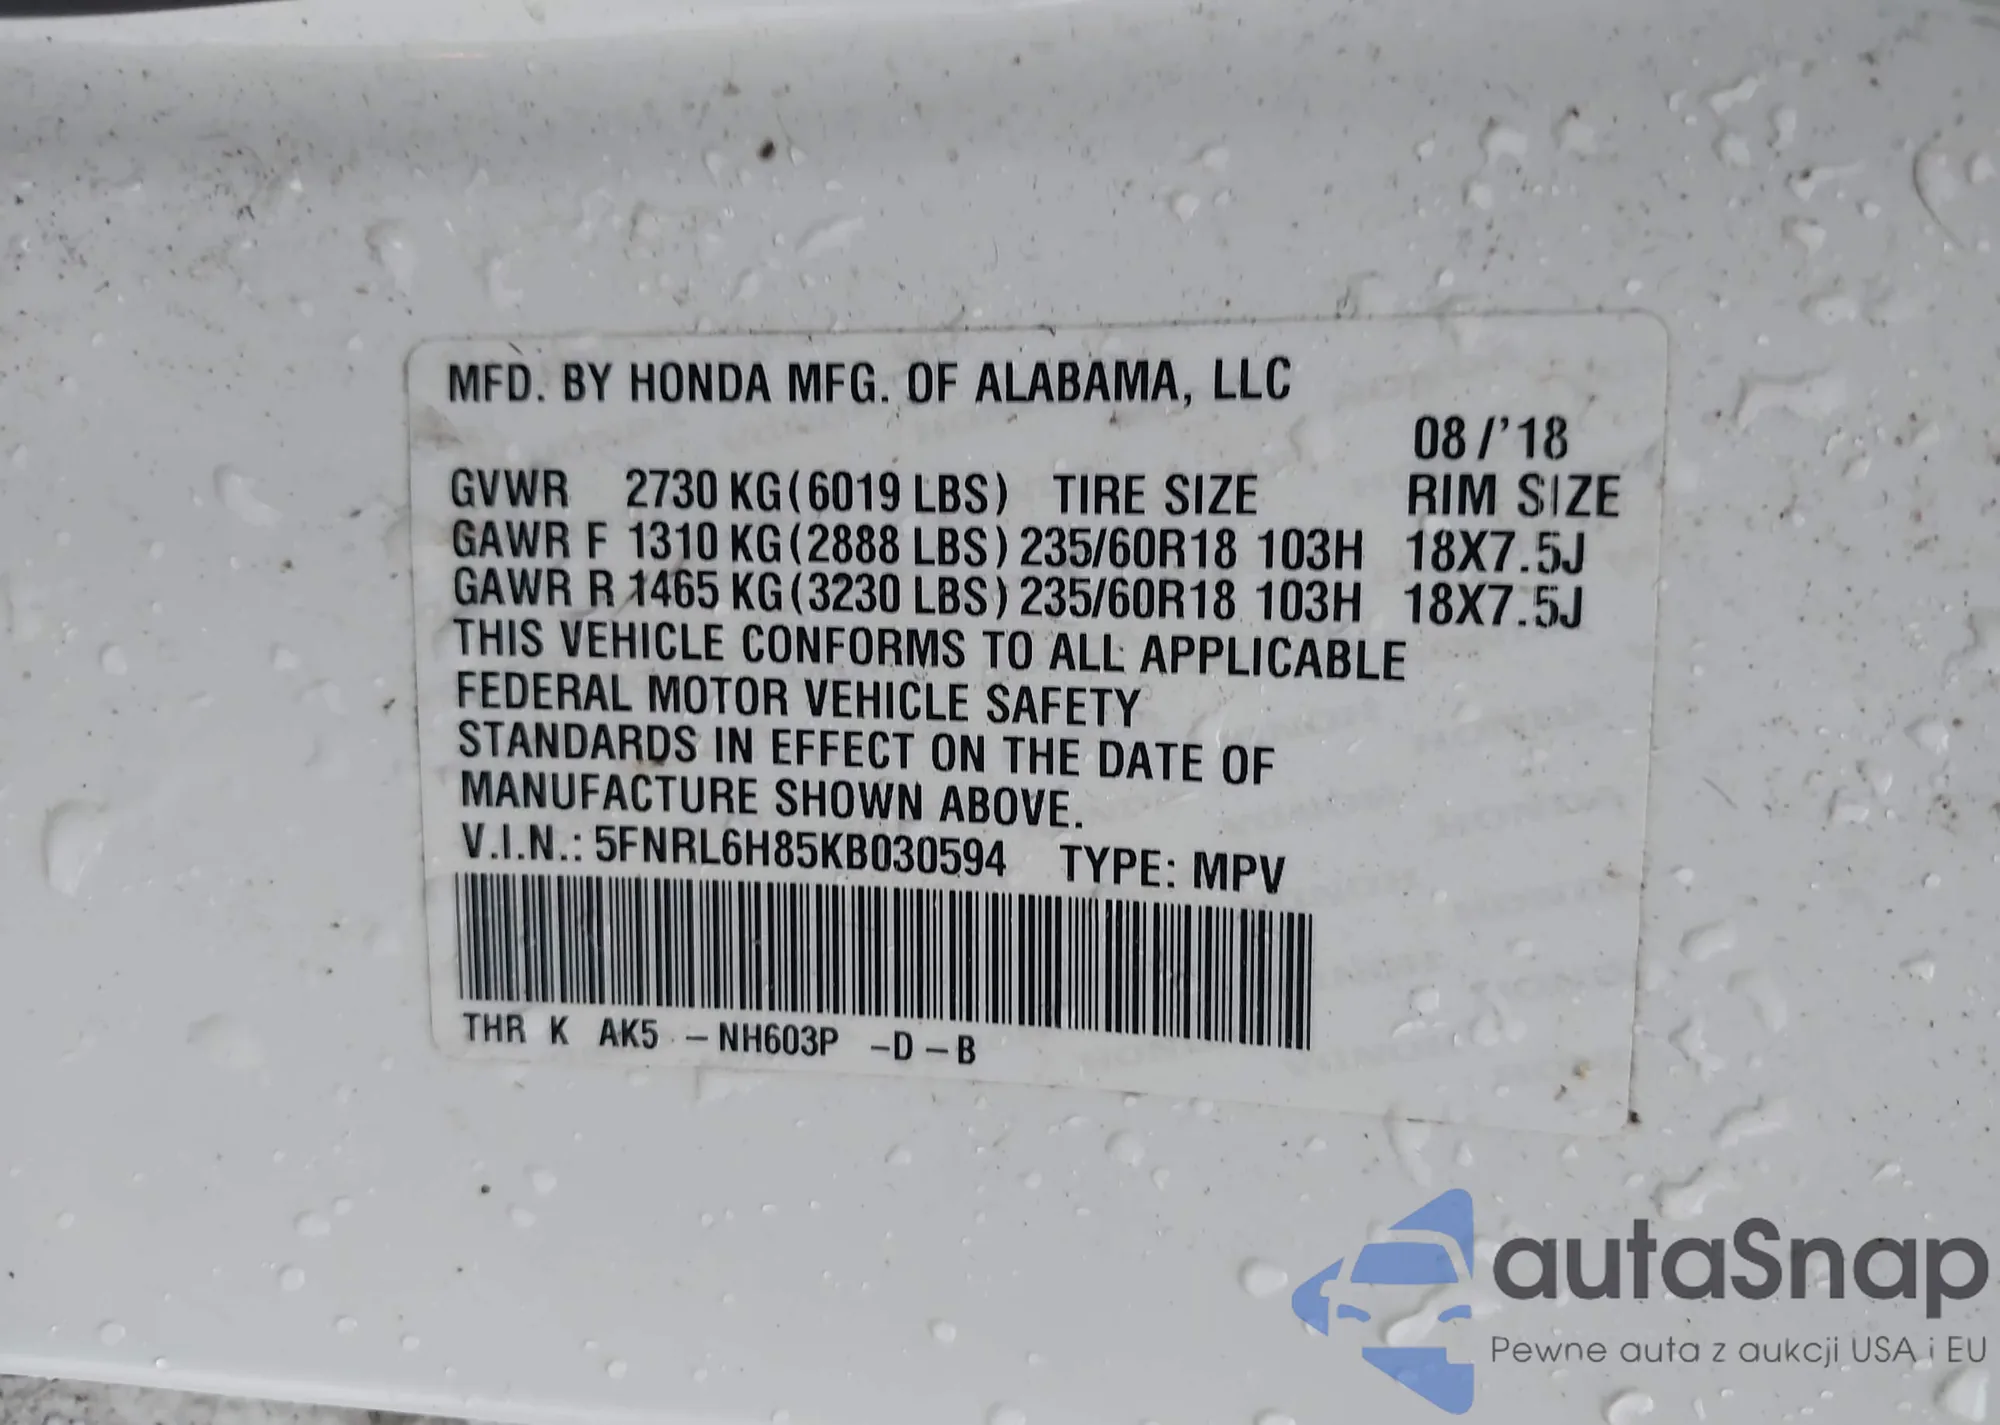 MFD. BY HONDA MFG. OF ALABAMA, LLC
08/'18
GVWR 2730 KG(6019 LBS) TIRE SIZE RIM SIZE
GAWR F 1310 KG(2888 LBS) 235/60R18 103H 18X7.5J
GAWR R 1465 KG(3230 LBS) 235/60R18 103H 18X7.5J
THIS VEHICLE CONFORMS TO ALL APPLICABLE
FEDERAL MOTOR VEHICLE SAFETY
STANDARDS IN EFFECT ON THE DATE OF
MANUFACTURE SHOWN ABOVE.
V.I.N.: 5FNRL6H85KB030594 TYPE: MPV
THR K AK5 -NH603P -D-B
autaSnap
Pewne auta z aukcji USA i EU